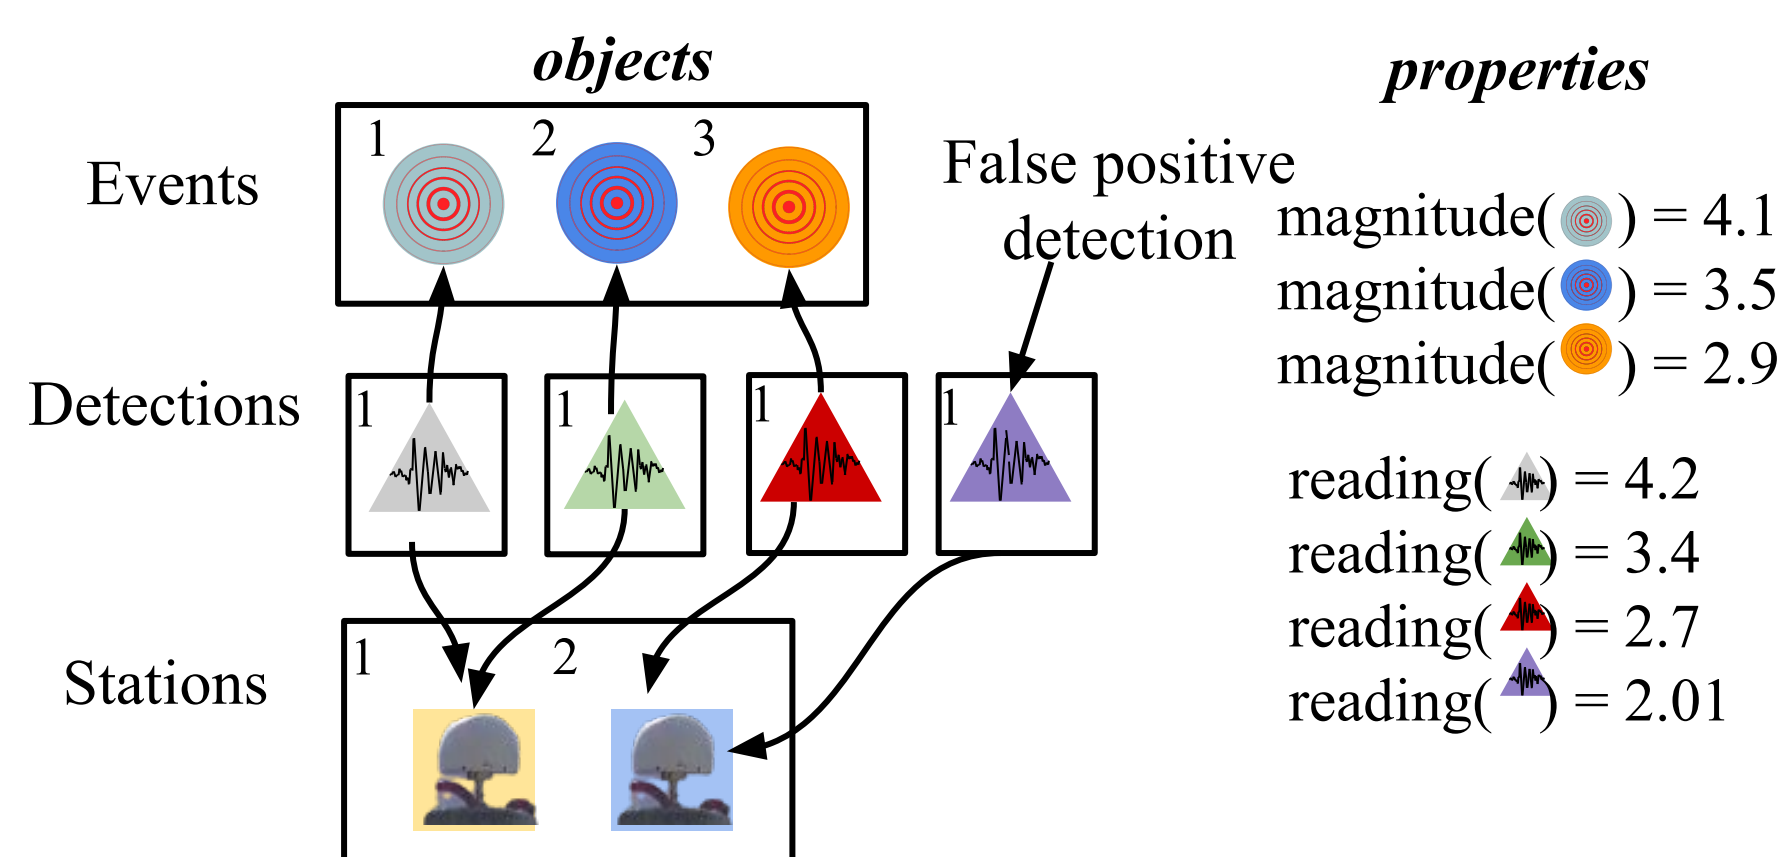 objects
properties
Events
1
2
3
False positive
detection
magnitude( ) = 4.1
magnitude( ) = 3.5
magnitude( ) = 2.9
Detections
1
1
1
1
reading( ) = 4.2
reading( ) = 3.4
reading( ) = 2.7
reading( ) = 2.01
Stations
1
2